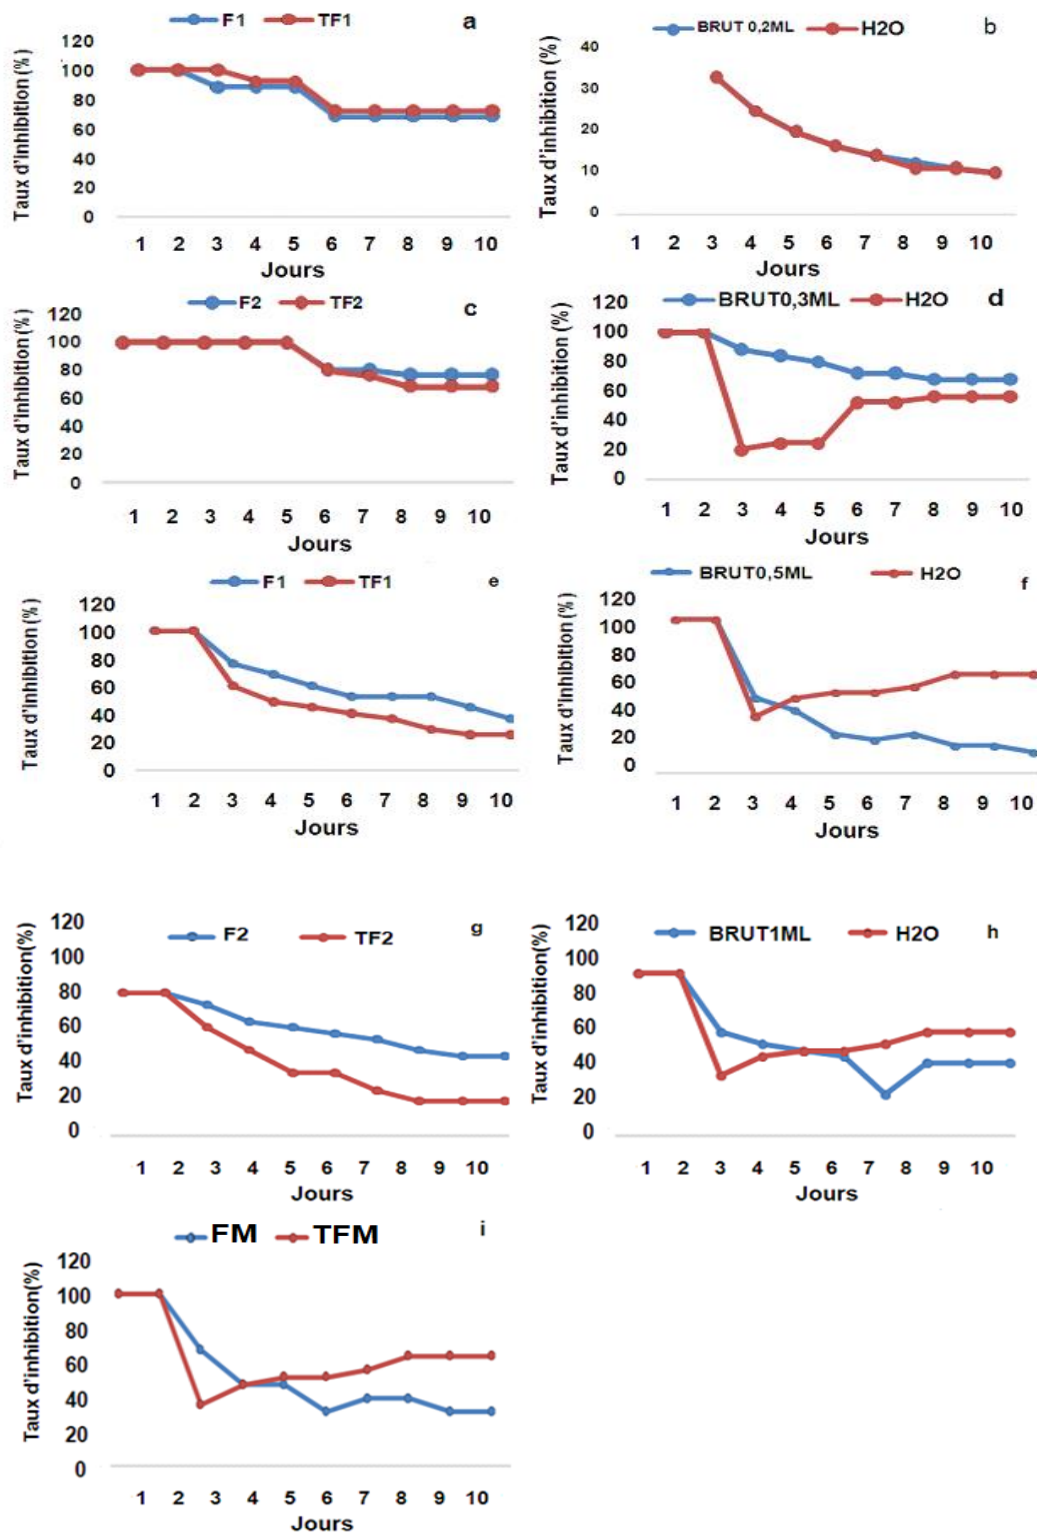 F1 TF1 a
120
100
80
60
40
20
0
Taux d'inhibition (%)
1 2 3 4 5 6 7 8 9 10
Jours
BRUT 0,2ML H2O b
40
30
20
10
0
Taux d'inhibition (%)
1 2 3 4 5 6 7 8 9 10
Jours
F2 TF2 c
120
100
80
60
40
20
0
Taux d'inhibition (%)
1 2 3 4 5 6 7 8 9 10
Jours
BRUT0,3ML H2O d
120
100
80
60
40
20
0
Taux d'inhibition (%)
1 2 3 4 5 6 7 8 9 10
Jours
F1 TF1 e
120
100
80
60
40
20
0
Taux d'inhibition (%)
1 2 3 4 5 6 7 8 9 10
Jours
BRUT0,5ML H2O f
120
100
80
60
40
20
0
Taux d'inhibition (%)
1 2 3 4 5 6 7 8 9 10
Jours
F2 TF2 g
120
100
80
60
40
20
0
Taux d'inhibition(%)
1 2 3 4 5 6 7 8 9 10
Jours
BRUT1ML H2O h
120
100
80
60
40
20
0
Taux d'inhibition(%)
1 2 3 4 5 6 7 8 9 10
Jours
FM TFM i
120
100
80
60
40
20
0
Taux d'inhibition(%)
1 2 3 4 5 6 7 8 9 10
Jours